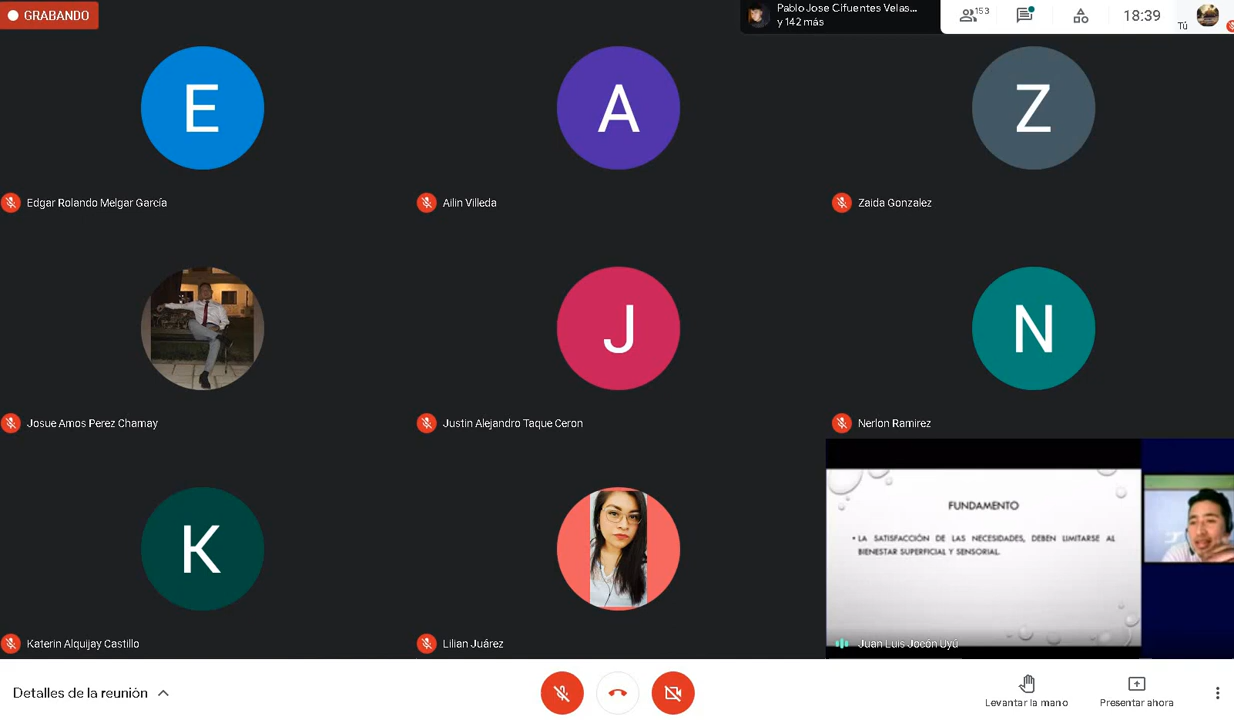 GRABANDO
Pablo Jose Cifuentes Velas...
y 142 más
153
18:39
Tú
E
A
Z
Edgar Rolando Melgar García
Ailin Villeda
Zaida Gonzalez
J
N
Josue Amos Perez Chamay
Justin Alejandro Taque Ceron
Nerlon Ramirez
FUNDAMENTO
• LA SATISFACCIÓN DE LAS NECESIDADES, DEBEN LIMITARSE AL
BIENESTAR SUPERFICIAL Y SENSORIAL.
K
Katerin Alquijay Castillo
Lilian Juárez
Juan Luis Jocón Uyú
Detalles de la reunión
Levantar la mano
Presentar ahora